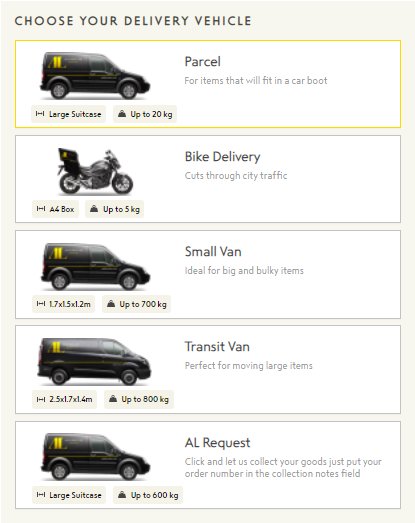 CHOOSE YOUR DELIVERY VEHICLE
Parcel
For items that will fit in a car boot
Large Suitcase
Up to 20 kg
Bike Delivery
Cuts through city traffic
A4 Box
Up to 5 kg
Small Van
Ideal for big and bulky items
1.7x1.5x1.2m
Up to 700 kg
Transit Van
Perfect for moving large items
2.5x1.7x1.4m
Up to 800 kg
AL Request
Click and let us collect your goods just put your
order number in the collection notes field
Large Suitcase
Up to 600 kg